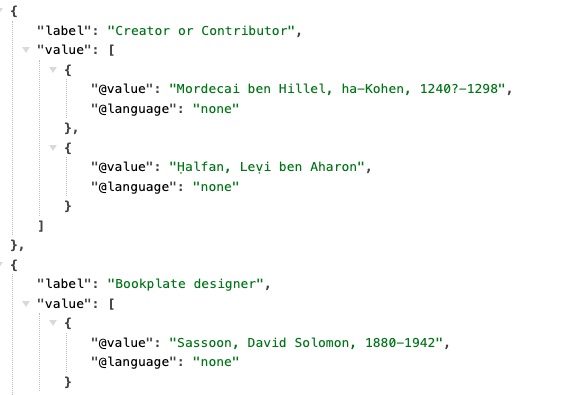 {
"label": "Creator or Contributor",
"value": [
{
"@value": "Mordecai ben Hillel, ha-Kohen, 1240?-1298",
"@language": "none"
},
{
"@value": "Ḥalfan, Leṿi ben Aharon",
"@language": "none"
}
]
},
{
"label": "Bookplate designer",
"value": [
{
"@value": "Sassoon, David Solomon, 1880-1942",
"@language": "none"
}